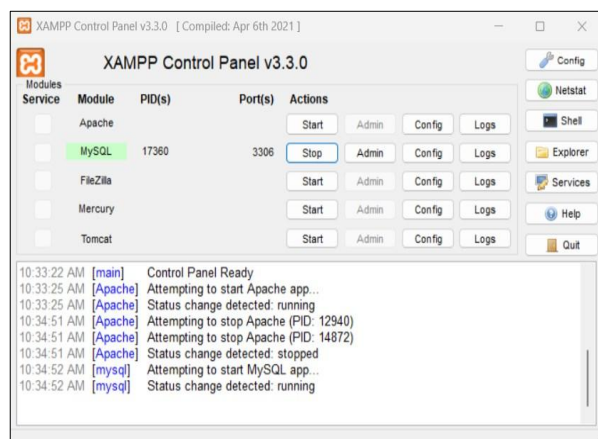 XAMPP Control Panel v3.3.0 [ Compiled: Apr 6th 2021 ]
XAMPP Control Panel v3.3.0
Config
Modules
Service Module PID(s) Port(s) Actions
Netstat
Apache Start Admin Config Logs
Shell
MySQL 17360 3306 Stop Admin Config Logs
Explorer
FileZilla Start Admin Config Logs
Services
Mercury Start Admin Config Logs
Help
Tomcat Start Admin Config Logs
Quit
10:33:22 AM [main] Control Panel Ready
10:33:25 AM [Apache] Attempting to start Apache app...
10:33:25 AM [Apache] Status change detected: running
10:34:51 AM [Apache] Attempting to stop Apache (PID: 12940)
10:34:51 AM [Apache] Attempting to stop Apache (PID: 14872)
10:34:51 AM [Apache] Status change detected: stopped
10:34:52 AM [mysql] Attempting to start MySQL app...
10:34:52 AM [mysql] Status change detected: running